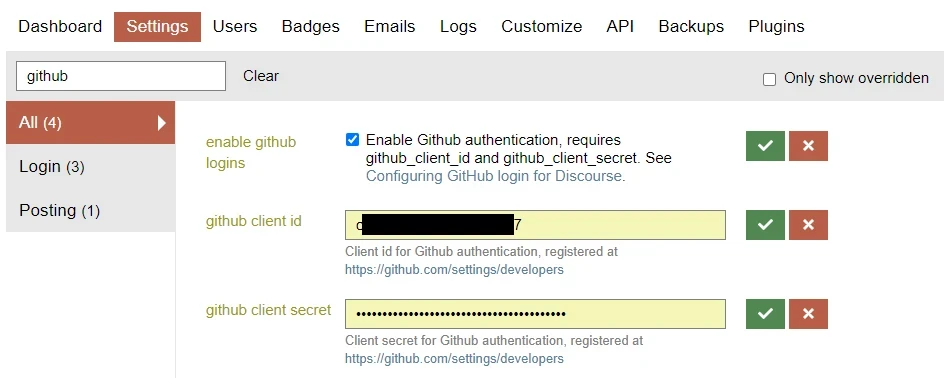 Dashboard Settings Users Badges Emails Logs Customize API Backups Plugins
github Clear Only show overridden
All (4)
Login (3)
Posting (1)
enable github
logins
Enable Github authentication, requires
github_client_id and github_client_secret. See
Configuring GitHub login for Discourse.
github client id
7
Client id for Github authentication, registered at
https://github.com/settings/developers
github client secret
••••••••••••••••••••••••••••••••••••••••
Client secret for Github authentication, registered at
https://github.com/settings/developers